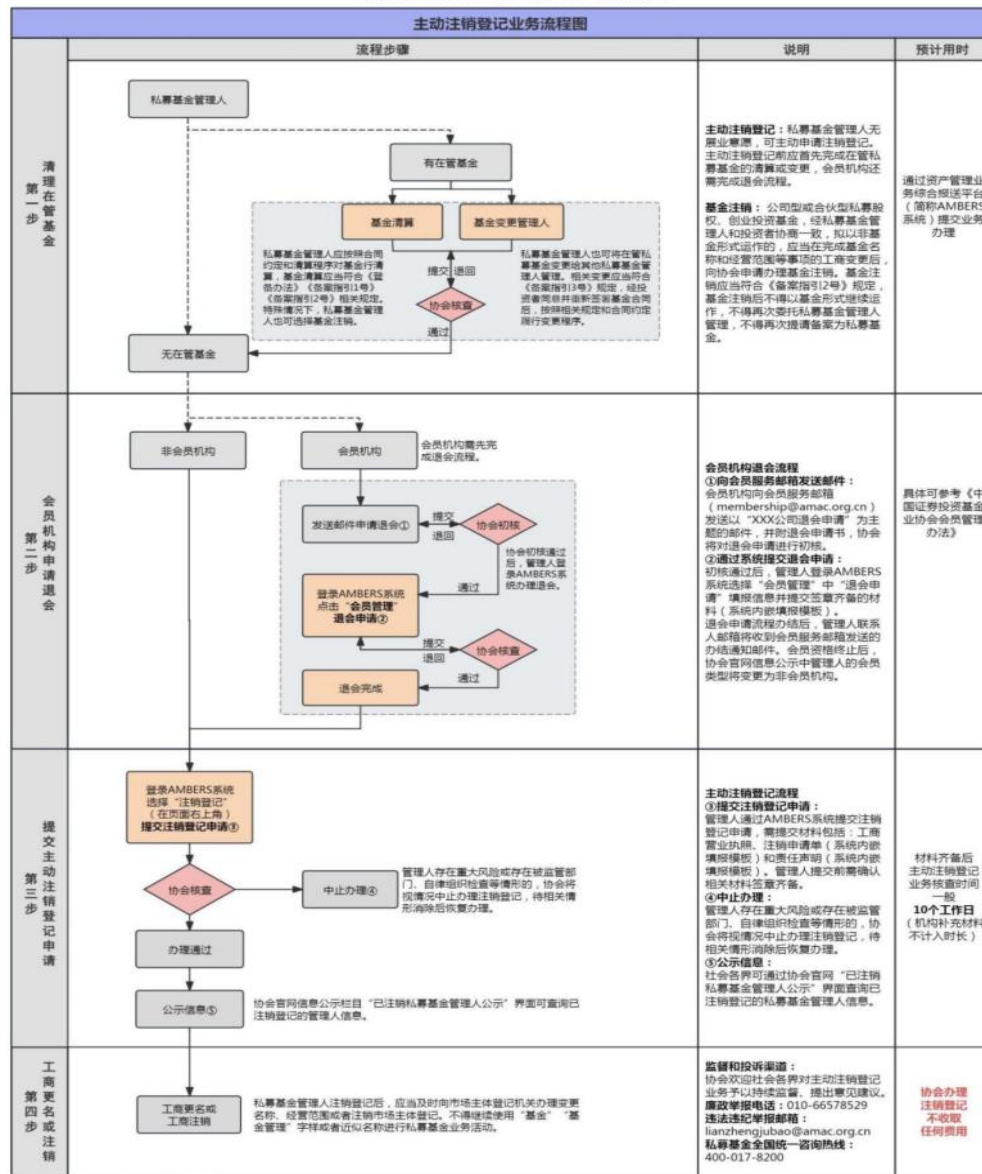 主动注销登记业务流程图
流程步骤
说明
预计用时
第一步
清理在管基金
私募基金管理人
有在管基金
基金清算
基金变更管理人
私募基金管理人应按照合同
约定和清算程序对基金行清
算，基金清算应当符合《登
备办法》《备案指引1号》
《备案指引2号》相关规定。
特殊情况下，私募基金管理
人也可选择基金注销。
提交
退回
协会核查
通过
私募基金管理人也可将在管私
募基金变更给其他私募基金管
理人管理。相关变更应当符合
《备案指引3号》规定，经投
资者同意并重新签署基金合同
后，按照相关规定和合同约定
履行变更程序。
无在管基金
主动注销登记：私募基金管理人无
展业意愿，可主动申请注销登记。
主动注销登记前应首先完成在管私
募基金的清算或变更，会员机构还
需完成退会流程。
基金注销：公司型或合伙型私募股
权、创业投资基金，经私募基金管
理人和投资者协商一致，拟以非基
金形式运作的，应当在完成基金名
称和经营范围等事项的工商变更后，
向协会申请办理基金注销。基金注
销应当符合《备案指引2号》规定，
基金注销后不得以基金形式继续运
作，不得再次委托私募基金管理人
管理，不得再次提请备案为私募基
金。
通过资产管理业
务综合报送平台
（简称AMBERS
系统）提交业务
办理
第二步
会员机构申请退会
非会员机构
会员机构
会员机构需先完
成退会流程。
发送邮件申请退会①
提交
退回
协会初核
协会初核通过
后，管理人登
录AMBERS系
统办理退会。
通过
登录AMBERS系统
点击“会员管理”
退会申请②
提交
退回
协会核查
通过
退会完成
会员机构退会流程
①向会员服务邮箱发送邮件：
会员机构向会员服务邮箱
（membership@amac.org.cn）
发送以“XXX公司退会申请”为主
题的邮件，并附退会申请书，协会
将对退会申请进行初核。
②通过系统提交退会申请：
初核通过后，管理人登录AMBERS
系统选择“会员管理”中“退会申
请”填报信息并提交签章齐备的材
料（系统内嵌填报模板）。
退会申请流程办结后，管理人联系
人邮箱将收到会员服务邮箱发送的
办结通知邮件。会员资格终止后，
协会官网信息公示中管理人的会员
类型将变更为非会员机构。
具体可参考《中
国证券投资基金
业协会会员管理
办法》
第三步
提交主动注销登记申请
登录AMBERS系统
选择“注销登记”
（在页面右上角）
提交注销登记申请③
协会核查
中止办理④
管理人存在重大风险或存在被监管部
门、自律组织检查等情形的，协会将
视情况中止办理注销登记，待相关情
形消除后恢复办理。
办理通过
公示信息⑤
协会官网信息公示栏目“已注销私募基金管理人公示”界面可查询已
注销登记的管理人信息。
主动注销登记流程
③提交注销登记申请：
管理人通过AMBERS系统提交注销
登记申请，需提交材料包括：工商
营业执照、注销申请单（系统内嵌
填报模板）和责任声明（系统内嵌
填报模板）。管理人提交前需确认
相关材料签章齐备。
④中止办理：
管理人存在重大风险或存在被监管
部门、自律组织检查等情形的，协
会将视情况中止办理注销登记，待
相关情形消除后恢复办理。
⑤公示信息：
社会各界可通过协会官网“已注销
私募基金管理人公示”界面查询已
注销登记的私募基金管理人信息。
材料齐备后
主动注销登记
业务核查时间
一般
10个工作日
（机构补充材料
不计入时长）
第四步
工商更名或注销
工商更名或
工商注销
私募基金管理人注销登记后，应当及时向市场主体登记机关办理变更
名称、经营范围或者注销市场主体登记。不得继续使用“基金”“基
金管理”字样或者近似名称进行私募基金业务活动。
监督和投诉渠道：
协会欢迎社会各界对主动注销登记
业务予以持续监督、提出意见建议。
廉政举报电话：010-66578529
违法违纪举报邮箱：
lianzhengjubao@amac.org.cn
私募基金全国统一咨询热线：
400-017-8200
协会办理
注销登记
不收取
任何费用